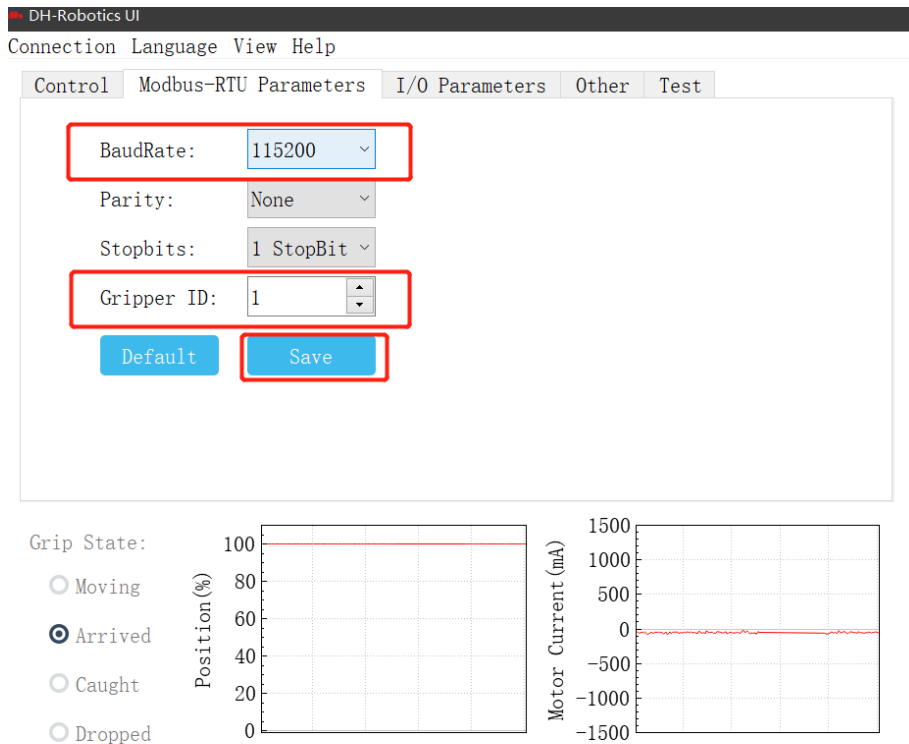 DH-Robotics UI
Connection Language View Help
Control Modbus-RTU Parameters I/O Parameters Other Test
BaudRate: 115200
Parity: None
Stopbits: 1 StopBit
Gripper ID: 1
Default Save
Grip State:
Moving
Arrived
Caught
Dropped
Position(%)
100
80
60
40
20
0
Motor Current(mA)
1500
1000
500
0
-500
-1000
-1500